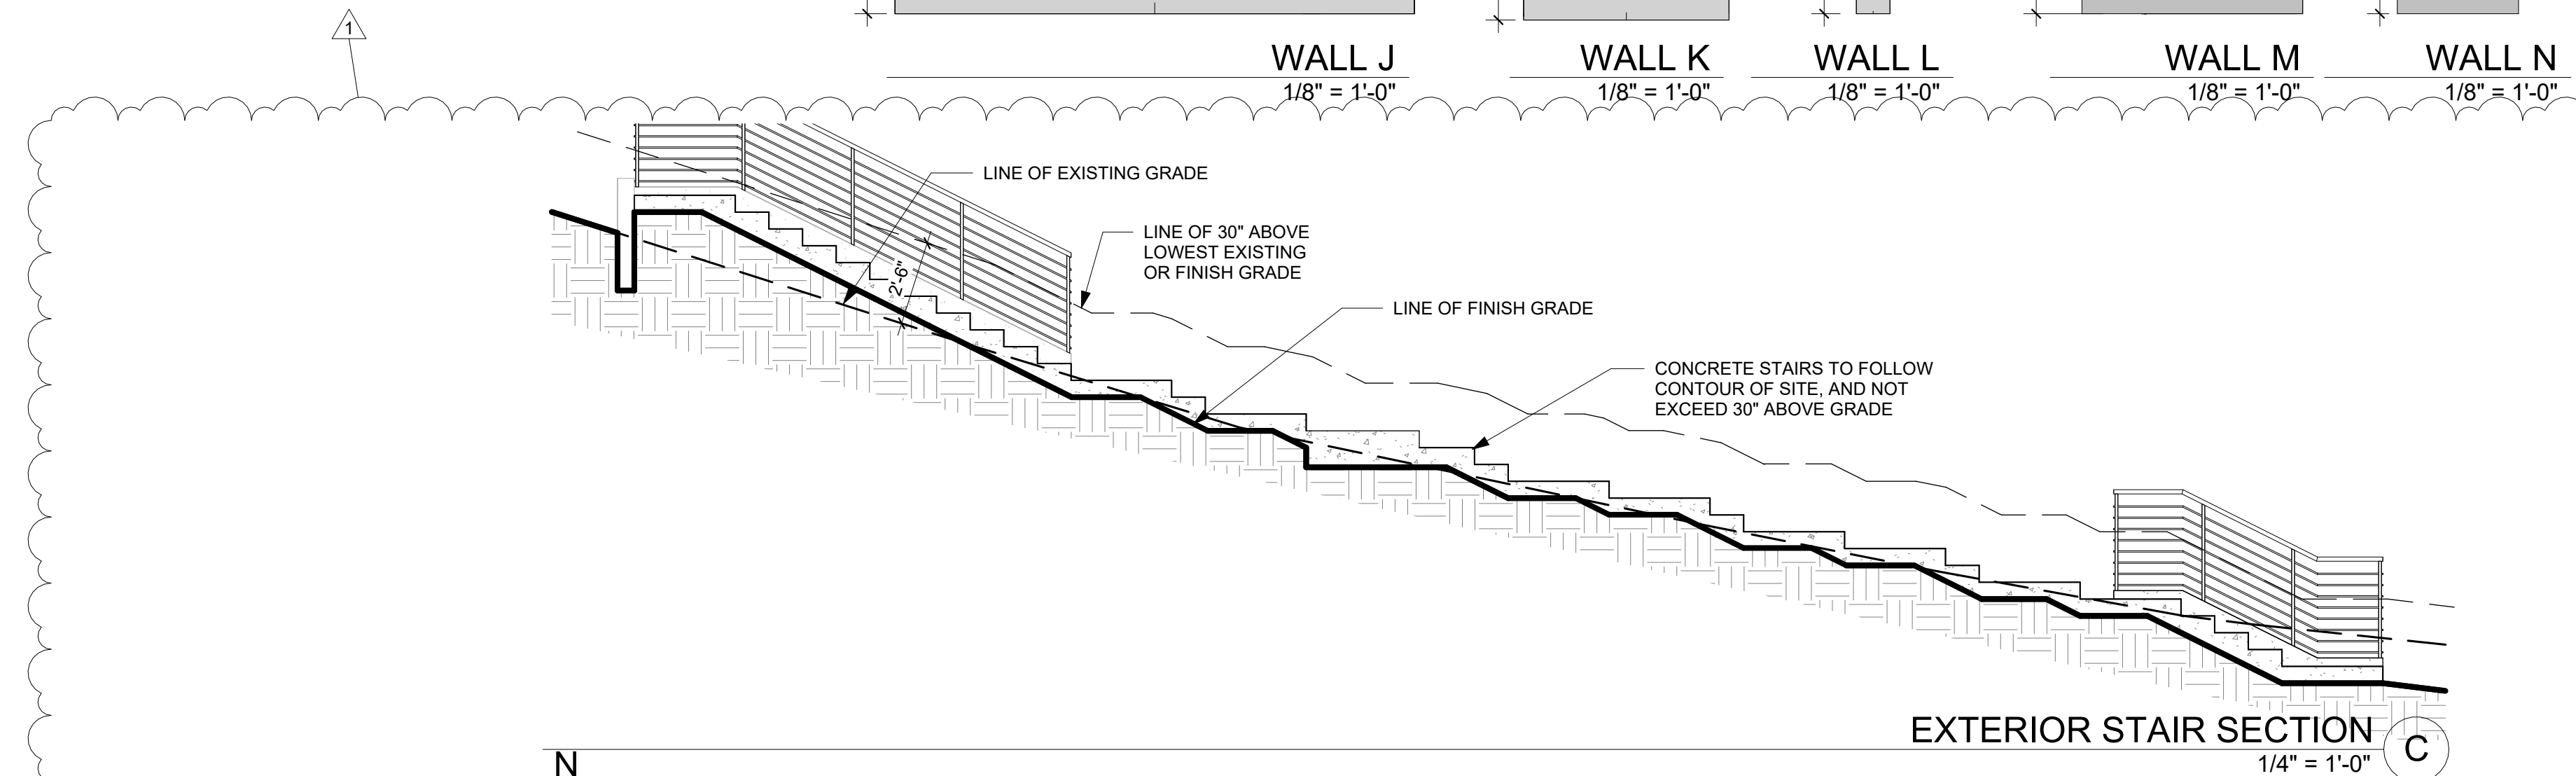 1
WALL J
1/8" = 1'-0"
WALL K
1/8" = 1'-0"
WALL L
1/8" = 1'-0"
WALL M
1/8" = 1'-0"
WALL N
1/8" = 1'-0"
LINE OF EXISTING GRADE
LINE OF 30" ABOVE
LOWEST EXISTING
OR FINISH GRADE
2'-6"
LINE OF FINISH GRADE
CONCRETE STAIRS TO FOLLOW
CONTOUR OF SITE, AND NOT
EXCEED 30" ABOVE GRADE
EXTERIOR STAIR SECTION
C
1/4" = 1'-0"
N